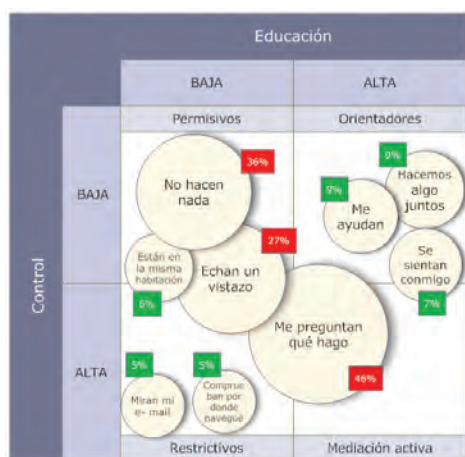 Educación
BAJA
ALTA
Permisivos
Orientadores
Control
BAJA
36%
No hacen
nada
9%
Hacemos
algo
juntos
9%
Me
ayudan
27%
Están en
la misma
habitación
Echan un
vistazo
Se
sientan
conmigo
6%
7%
ALTA
Me preguntan
qué hago
46%
5%
Miran mi
e- mail
5%
Comprue
ban por
donde
navegué
Restrictivos
Mediación activa